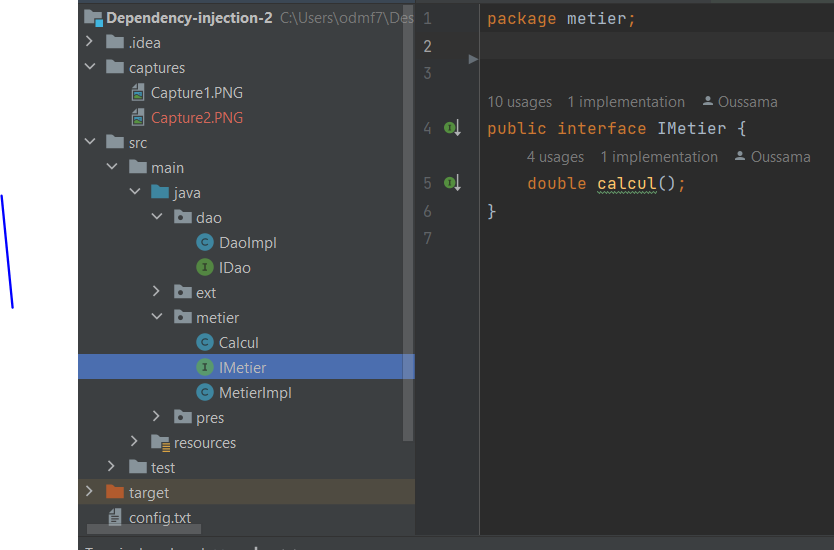 Dependency-injection-2 C:\Users\odmf7\Des
.idea
captures
Capture1.PNG
Capture2.PNG
src
main
java
dao
DaoImpl
IDao
ext
metier
Calcul
IMetier
MetierImpl
pres
resources
test
target
config.txt
1 package metier;
2
3
10 usages 1 implementation Oussama
4 public interface IMetier {
4 usages 1 implementation Oussama
5 double calcul();
6 }
7